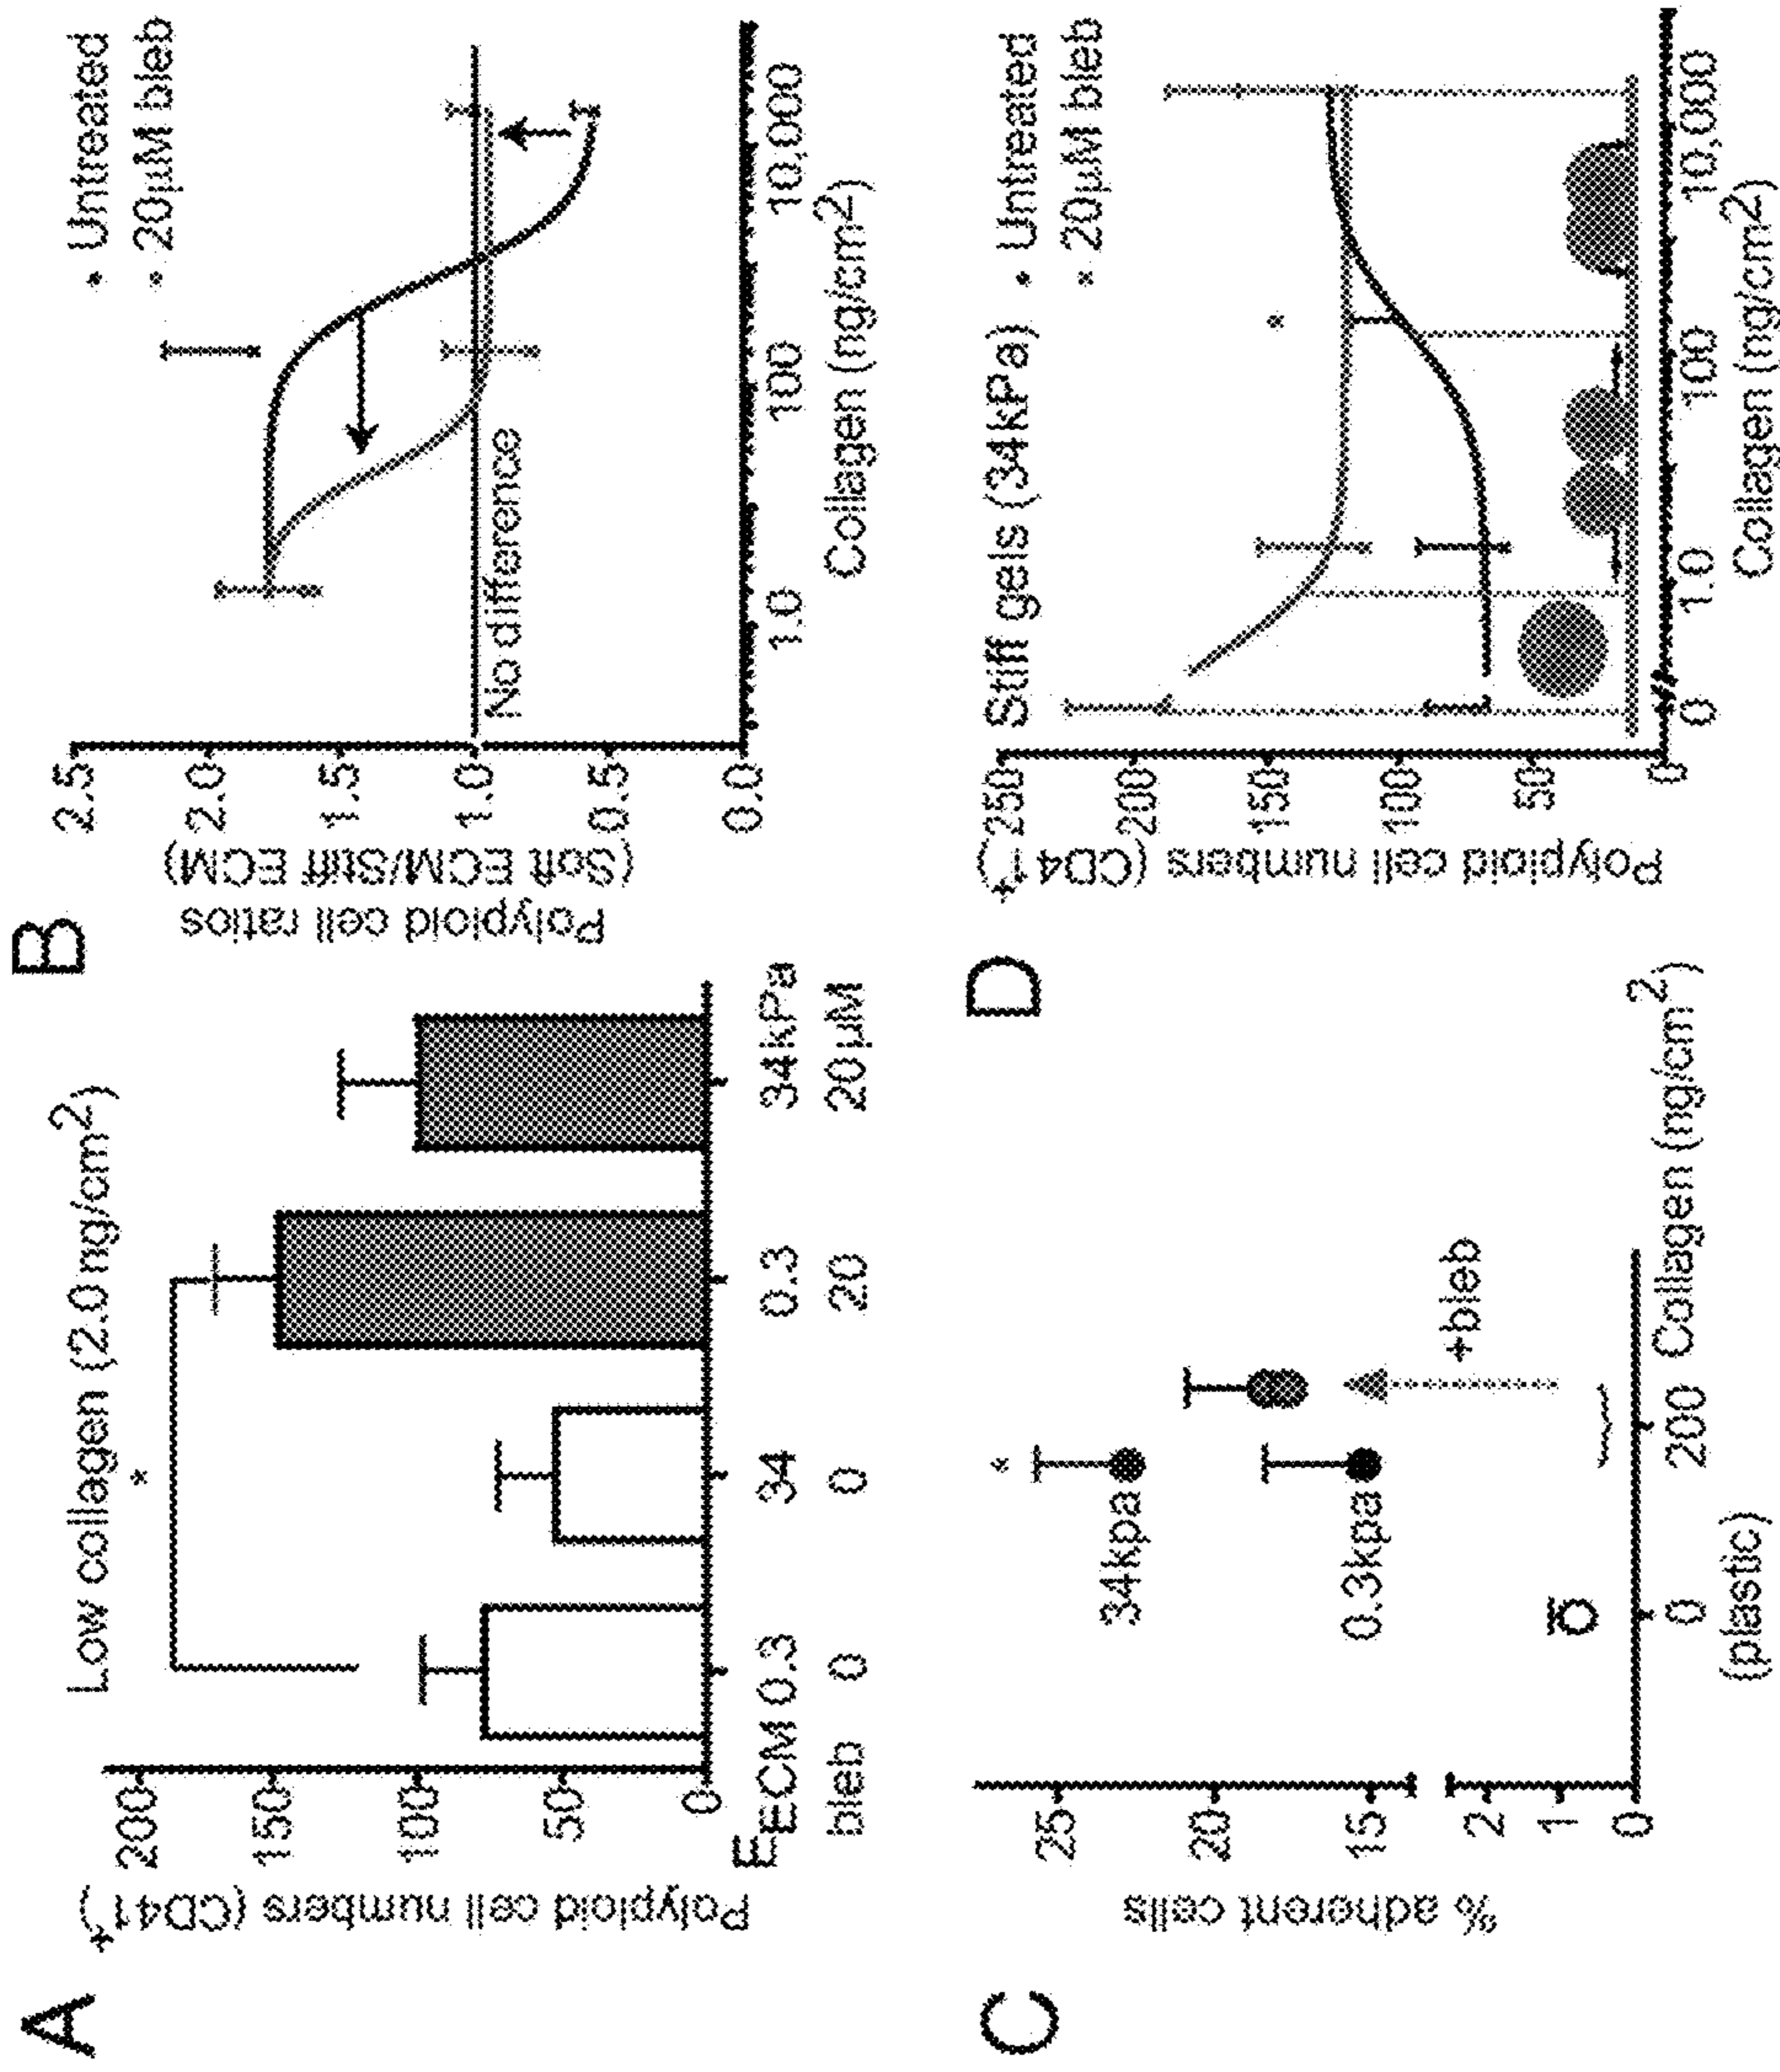 A
Low collagen (2.0 ng/cm²)
*
Polyploid cell numbers (CD41⁺)
200
150
100
50
0
E
ECM 0.3 34 0.3 34kPa
bleb 0 0 20 20µM
B
• Untreated
• 20µM bleb
Polyploid cell ratios
(Soft ECM/Stiff ECM)
2.5
2.0
1.5
1.0
0.5
0.0
No difference
1.0 100 10,000
Collagen (ng/cm²)
C
% adherent cells
25
20
15
2
1
0
34kpa
*
0.3kpa
+bleb
0 200 Collagen (ng/cm²)
(plastic)
D
Stiff gels (34kPa)
• Untreated
• 20µM bleb
Polyploid cell numbers (CD41⁺)
250
200
150
100
50
0
*
0 1.0 100 10,000
Collagen (ng/cm²)